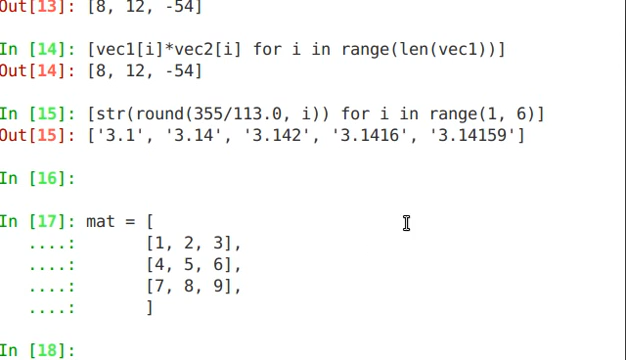 Out[13]: [8, 12, -54]
In [14]: [vec1[i]*vec2[i] for i in range(len(vec1))]
Out[14]: [8, 12, -54]
In [15]: [str(round(355/113.0, i)) for i in range(1, 6)]
Out[15]: ['3.1', '3.14', '3.142', '3.1416', '3.14159']
In [16]:
In [17]: mat = [
....: [1, 2, 3],
....: [4, 5, 6],
....: [7, 8, 9],
....: ]
In [18]: